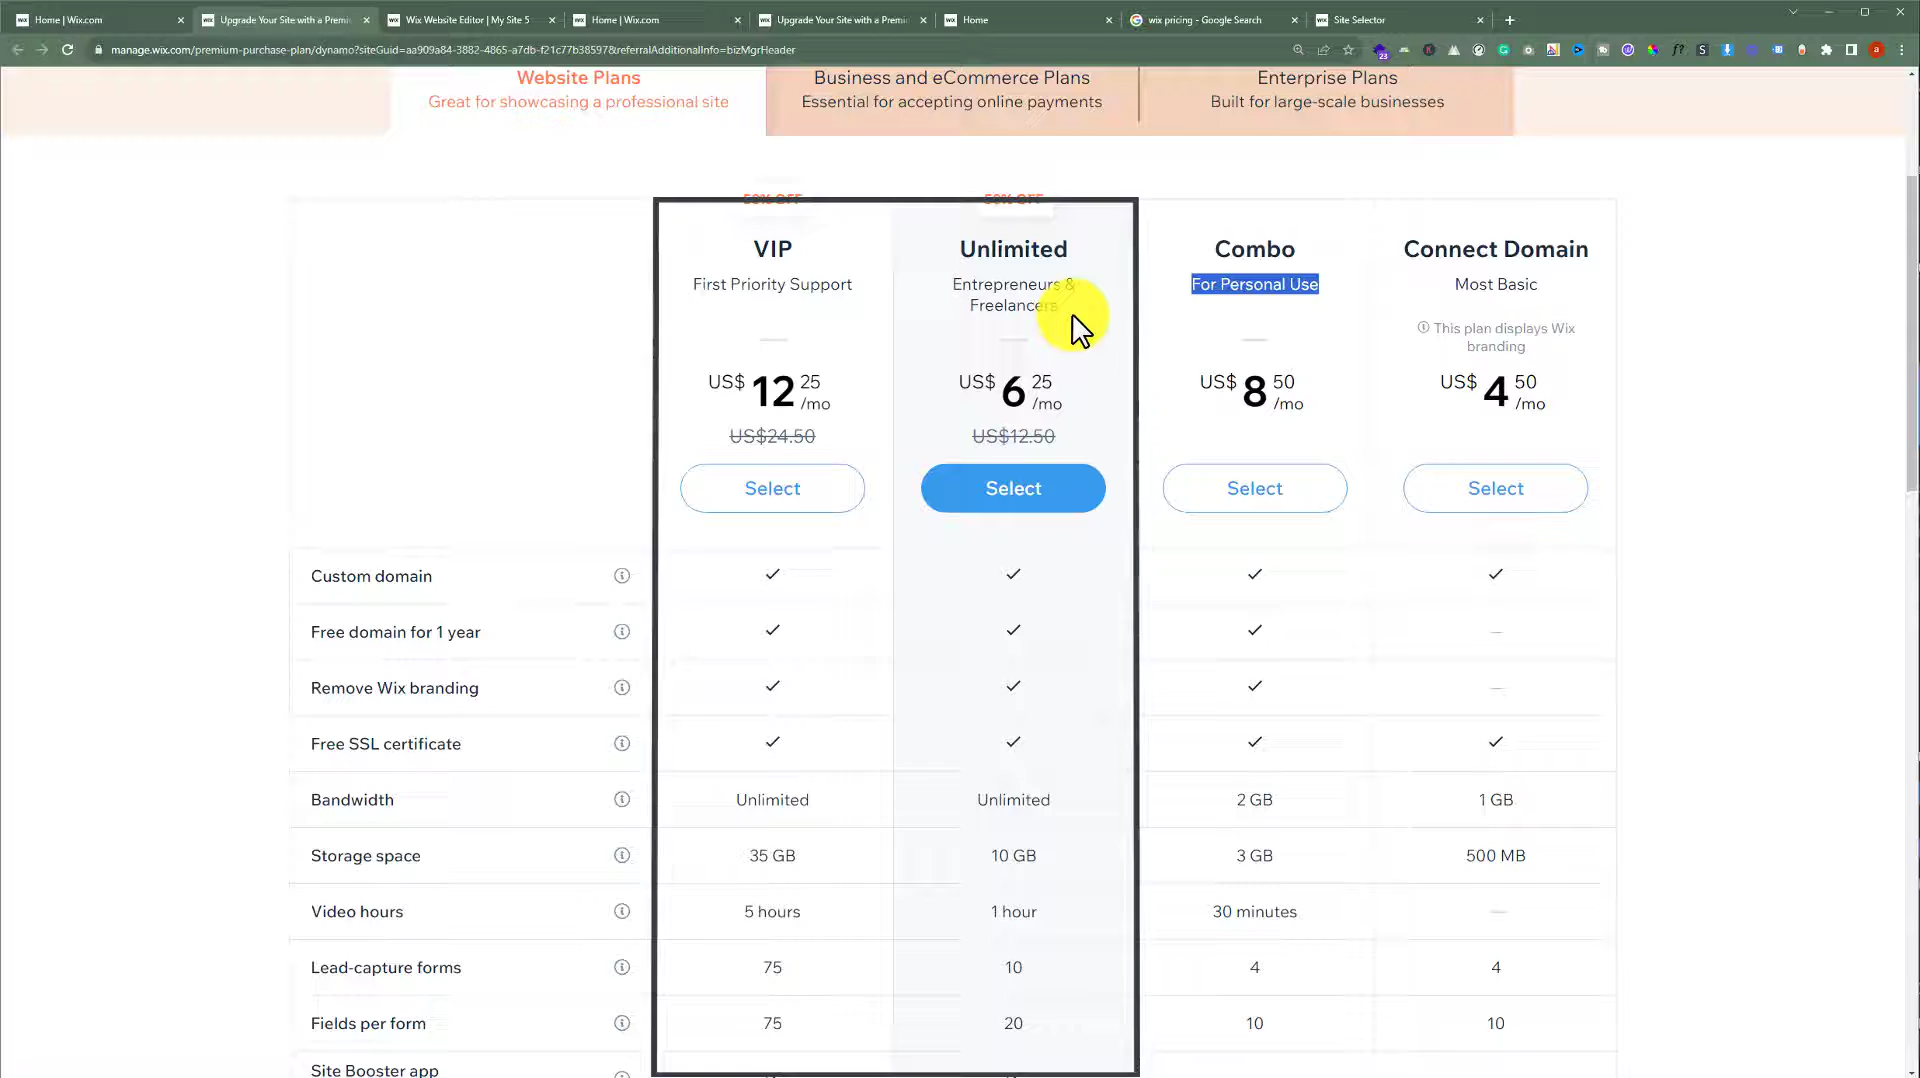 Home | Wix.com
Upgrade Your Site with a Premi
Wix Website Editor | My Site 5
Home | Wix.com
Upgrade Your Site with a Premi
Home
wix pricing - Google Search
Site Selector
manage.wix.com/premium-purchase-plan/dynamo?siteGuid=aa909a84-3882-4865-a7db-f21c77b38597&referralAdditionalInfo=bizMgrHeader
23
Website Plans
Great for showcasing a professional site
Business and eCommerce Plans
Essential for accepting online payments
Enterprise Plans
Built for large-scale businesses
50% OFF
50% OFF
VIP
First Priority Support
US$ 12 25 /mo
US$24.50
Select
Unlimited
Entrepreneurs &
Freelancers
US$ 6 25 /mo
US$12.50
Select
Combo
For Personal Use
US$ 8 50 /mo
Select
Connect Domain
Most Basic
This plan displays Wix
branding
US$ 4 50 /mo
Select
Custom domain
Free domain for 1 year
Remove Wix branding
Free SSL certificate
Bandwidth Unlimited Unlimited 2 GB 1 GB
Storage space 35 GB 10 GB 3 GB 500 MB
Video hours 5 hours 1 hour 30 minutes
Lead-capture forms 75 10 4 4
Fields per form 75 20 10 10
Site Booster app